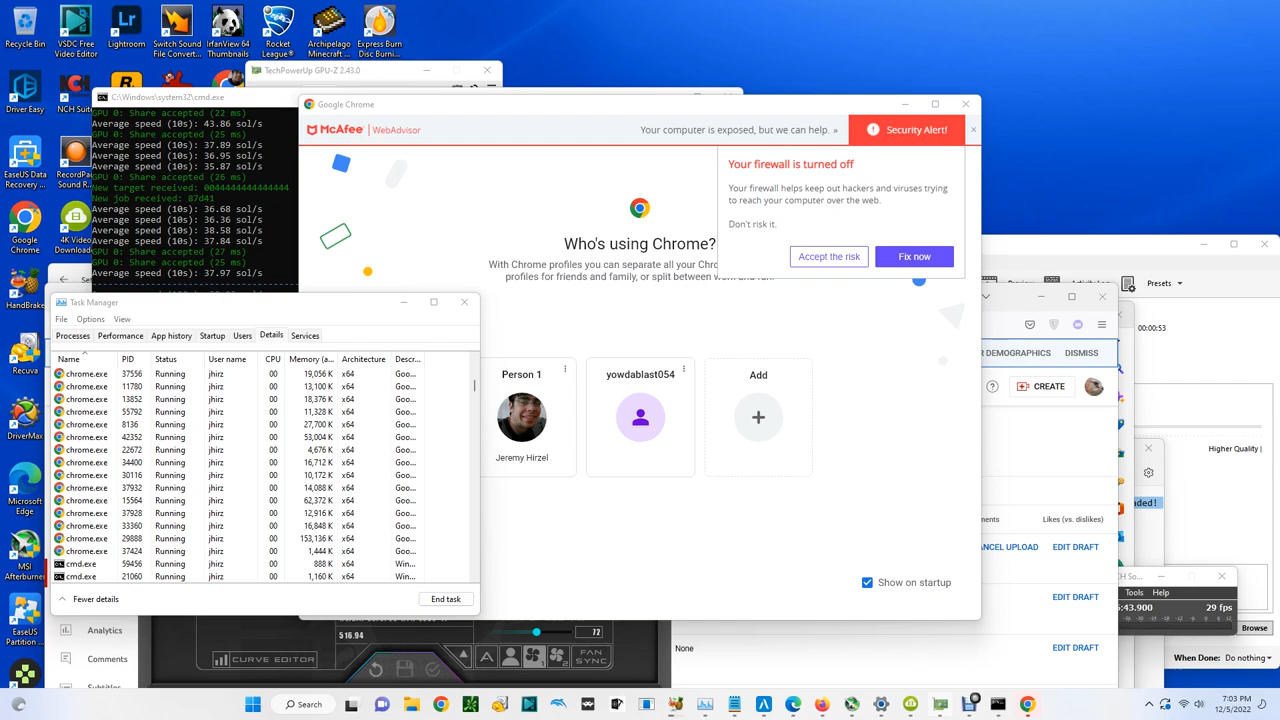 Recycle Bin
VSDC Free
Video Editor
Lightroom
Switch Sound
File Convert...
IrfanView 64
Thumbnails
Rocket
League®
Archipelago
Minecraft ...
Express Burn
Disc Burni...
Driver Easy
NCH Suite
EaseUS Data
Recovery ...
RecordPad
Sound R...
Google
Chrome
4K Video
Download...
HandBrake
Recuva
DriverMax
Microsoft
Edge
MSI
Afterburner
EaseUS
Partition ...
TechPowerUp GPU-Z 2.43.0
C:\Windows\system32\cmd.exe
GPU 0: Share accepted (22 ms)
Average speed (10s): 43.86 sol/s
GPU 0: Share accepted (25 ms)
Average speed (10s): 37.89 sol/s
Average speed (10s): 36.95 sol/s
Average speed (10s): 35.87 sol/s
GPU 0: Share accepted (26 ms)
New target received: 0044444444444444
New job received: 87d41
Average speed (10s): 36.68 sol/s
Average speed (10s): 36.36 sol/s
Average speed (10s): 38.58 sol/s
Average speed (10s): 37.84 sol/s
GPU 0: Share accepted (27 ms)
GPU 0: Share accepted (25 ms)
Average speed (10s): 37.97 sol/s
Google Chrome
McAfee | WebAdvisor
Your computer is exposed, but we can help. »
Security Alert!
Your firewall is turned off
Your firewall helps keep out hackers and viruses trying
to reach your computer over the web.
Don't risk it.
Accept the risk
Fix now
Who's using Chrome?
With Chrome profiles you can separate all your Chro
profiles for friends and family, or split between work and fun.
Person 1
Jeremy Hirzel
yowdablast054
Add
Show on startup
Task Manager
File Options View
Processes Performance App history Startup Users Details Services
Name PID Status User name CPU Memory (a... Architecture Descr...
chrome.exe 37556 Running jhirz 00 19,056 K x64 Goo...
chrome.exe 11780 Running jhirz 00 13,100 K x64 Goo...
chrome.exe 13852 Running jhirz 00 18,376 K x64 Goo...
chrome.exe 55792 Running jhirz 00 11,328 K x64 Goo...
chrome.exe 8136 Running jhirz 00 27,700 K x64 Goo...
chrome.exe 42352 Running jhirz 00 53,004 K x64 Goo...
chrome.exe 22672 Running jhirz 00 4,676 K x64 Goo...
chrome.exe 34400 Running jhirz 00 16,712 K x64 Goo...
chrome.exe 30116 Running jhirz 00 10,172 K x64 Goo...
chrome.exe 37932 Running jhirz 00 14,088 K x64 Goo...
chrome.exe 15564 Running jhirz 00 62,372 K x64 Goo...
chrome.exe 37928 Running jhirz 00 12,916 K x64 Goo...
chrome.exe 33360 Running jhirz 00 16,848 K x64 Goo...
chrome.exe 29888 Running jhirz 00 153,136 K x64 Goo...
chrome.exe 37424 Running jhirz 00 1,444 K x64 Goo...
cmd.exe 59456 Running jhirz 00 888 K x64 Win...
cmd.exe 21060 Running jhirz 00 1,160 K x64 Win...
Fewer details
End task
Presets
00:00:53
R DEMOGRAPHICS DISMISS
CREATE
Higher Quality |
ded!
ments Likes (vs. dislikes)
ANCEL UPLOAD EDIT DRAFT
EDIT DRAFT
None EDIT DRAFT
CH So...
Tools Help
6:43.900 29 fps
Browse
When Done: Do nothing
Analytics
Comments
Subtitles
516.94
72
CURVE EDITOR
A
FAN
SYNC
Search
7:03 PM
12/5/2022